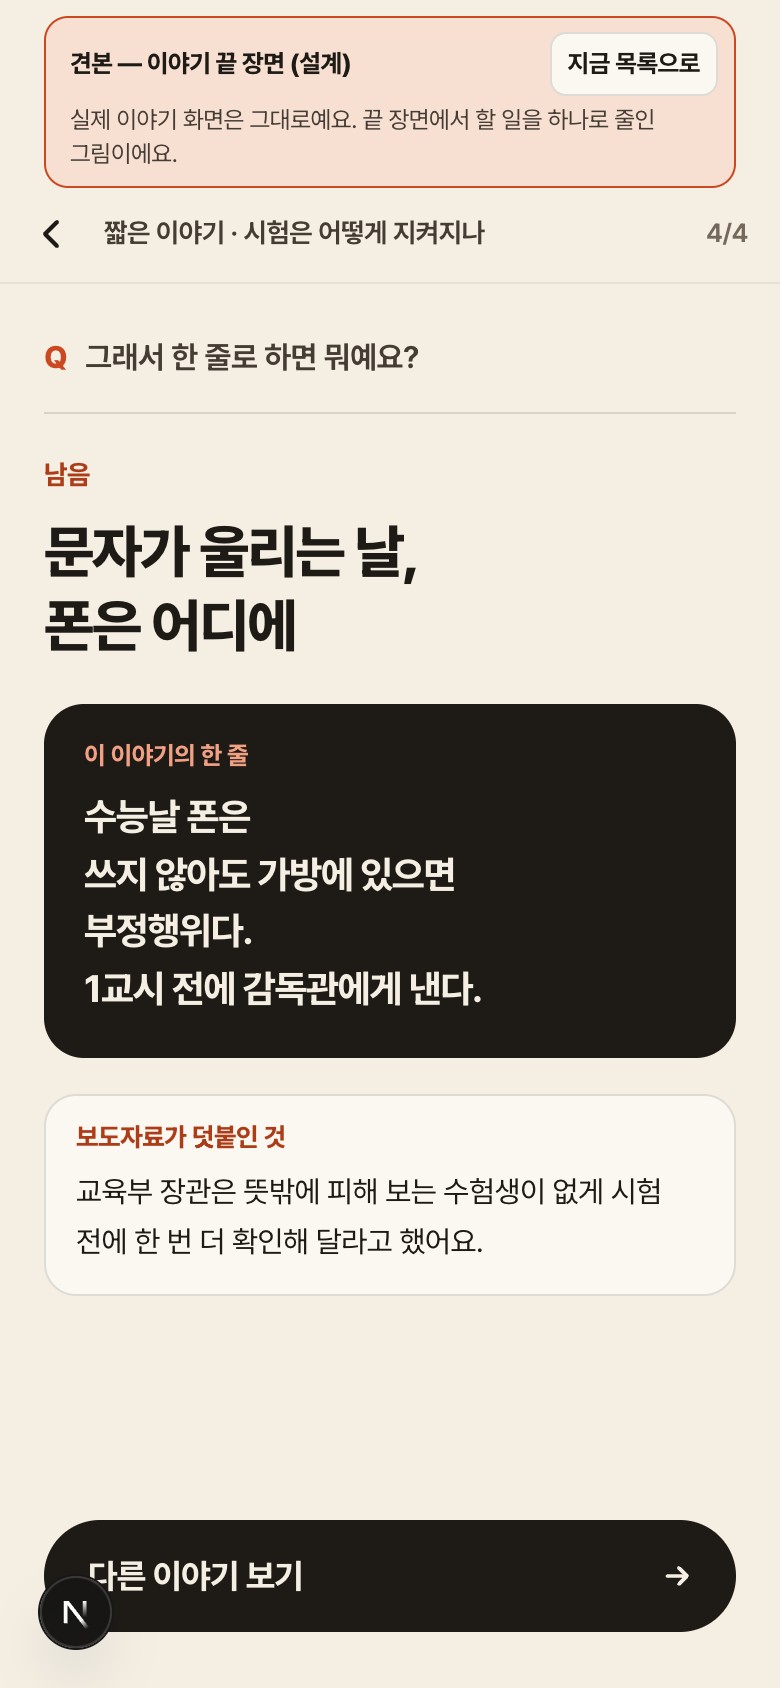 견본 — 이야기 끝 장면 (설계)
지금 목록으로
실제 이야기 화면은 그대로예요. 끝 장면에서 할 일을 하나로 줄인
그림이에요.
짧은 이야기 · 시험은 어떻게 지켜지나
4/4
Q 그래서 한 줄로 하면 뭐예요?
남음
문자가 울리는 날,
폰은 어디에
이 이야기의 한 줄
수능날 폰은
쓰지 않아도 가방에 있으면
부정행위다.
1교시 전에 감독관에게 낸다.
보도자료가 덧붙인 것
교육부 장관은 뜻밖에 피해 보는 수험생이 없게 시험
전에 한 번 더 확인해 달라고 했어요.
다른 이야기 보기 →
N